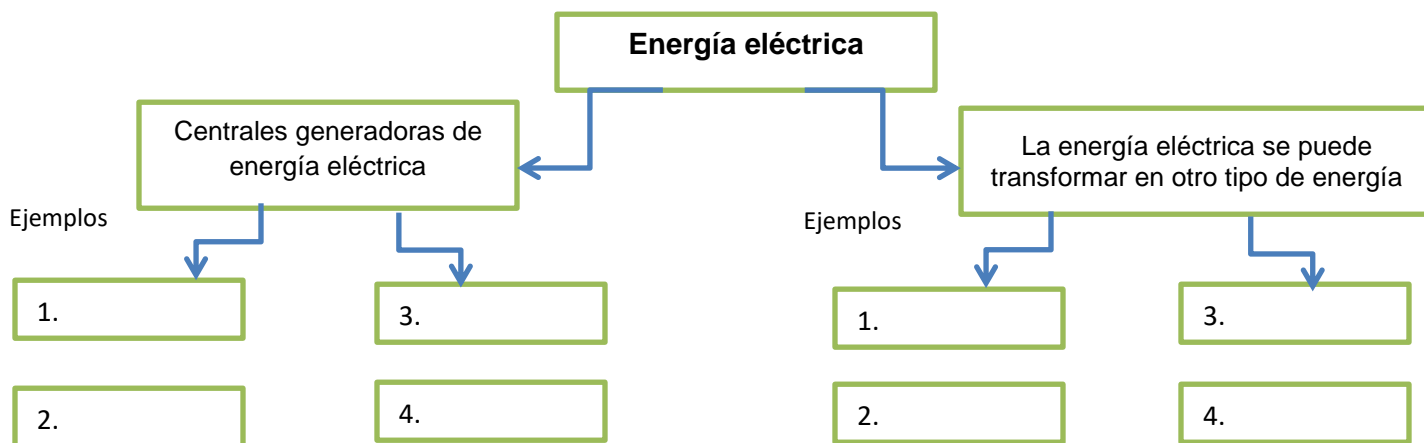 Energía eléctrica
Centrales generadoras de
energía eléctrica
La energía eléctrica se puede
transformar en otro tipo de energía
Ejemplos
Ejemplos
1.
3.
2.
4.
1.
3.
2.
4.